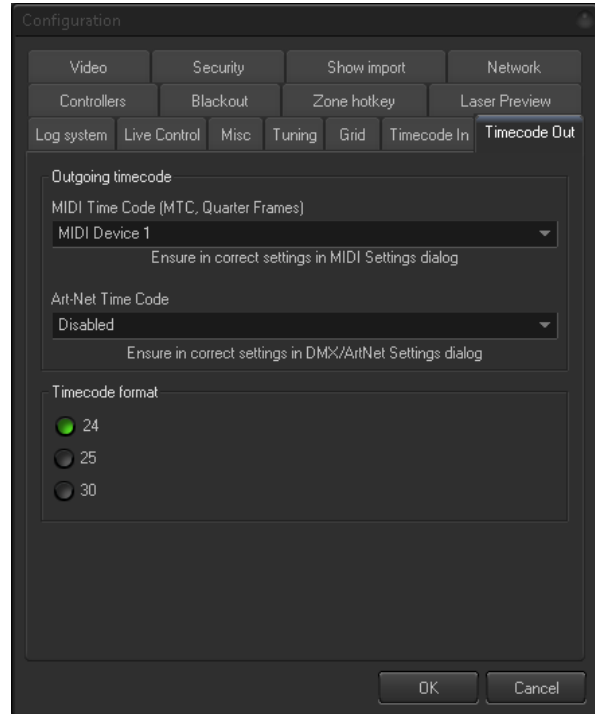 Configuration
Video Security Show import Network
Controllers Blackout Zone hotkey Laser Preview
Log system Live Control Misc Tuning Grid Timecode In Timecode Out
Outgoing timecode
MIDI Time Code (MTC, Quarter Frames)
MIDI Device 1
Ensure in correct settings in MIDI Settings dialog
Art-Net Time Code
Disabled
Ensure in correct settings in DMX/ArtNet Settings dialog
Timecode format
24
25
30
OK Cancel